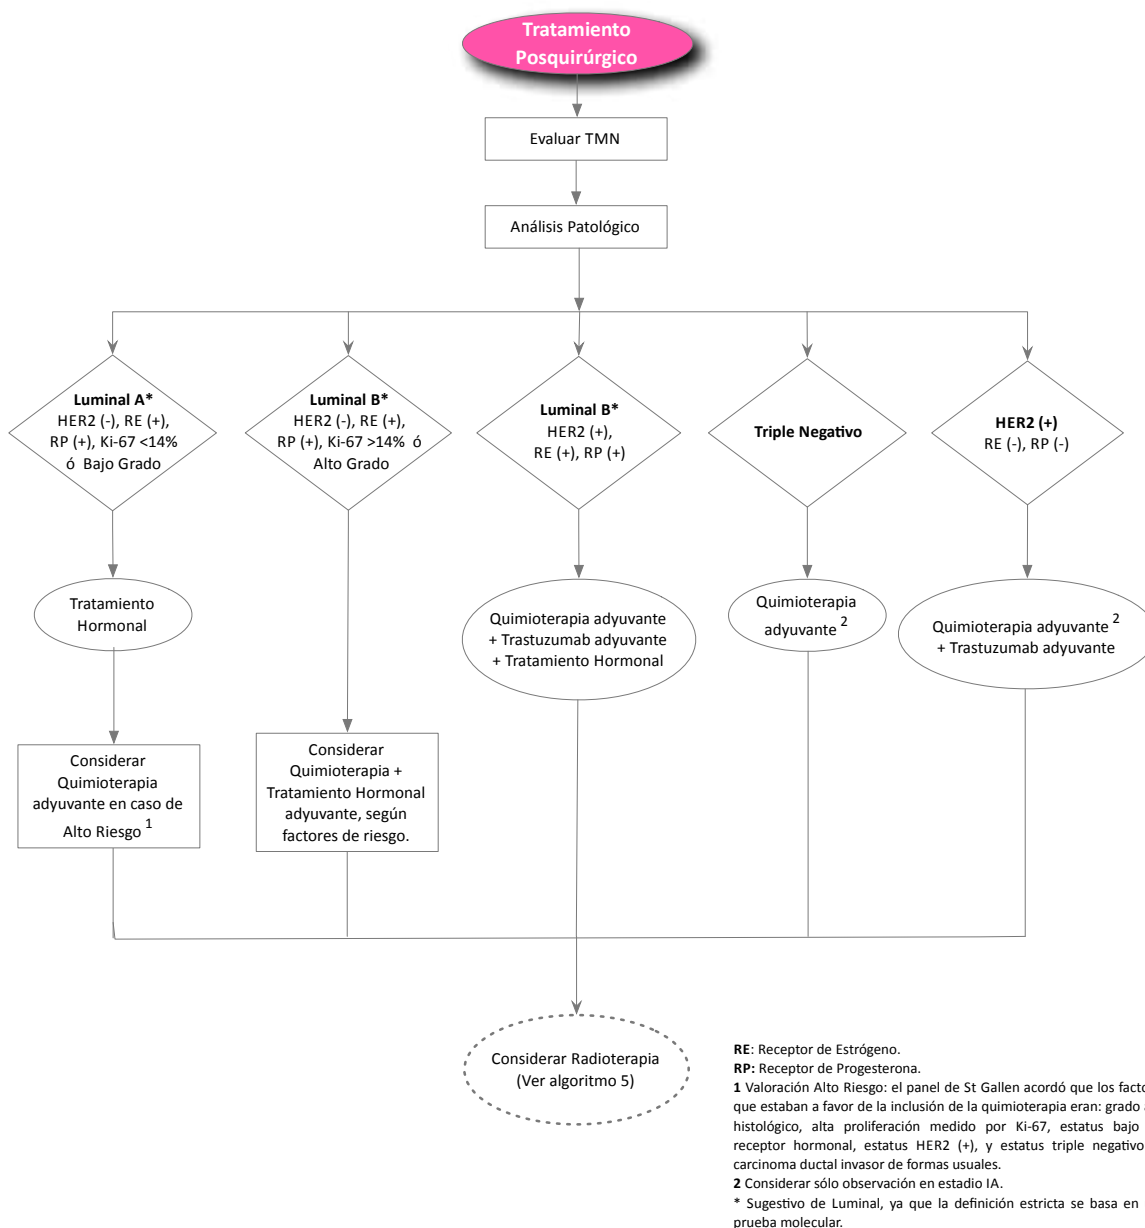 Tratamiento
Posquirúrgico
Evaluar TMN
Análisis Patológico
Luminal A*
HER2 (-), RE (+),
RP (+), Ki-67 <14%
ó Bajo Grado
Luminal B*
HER2 (-), RE (+),
RP (+), Ki-67 >14% ó
Alto Grado
Luminal B*
HER2 (+),
RE (+), RP (+)
Triple Negativo
HER2 (+)
RE (-), RP (-)
Tratamiento
Hormonal
Quimioterapia adyuvante
+ Trastuzumab adyuvante
+ Tratamiento Hormonal
Quimioterapia
adyuvante 2
Quimioterapia adyuvante 2
+ Trastuzumab adyuvante
Considerar
Quimioterapia
adyuvante en caso de
Alto Riesgo 1
Considerar
Quimioterapia +
Tratamiento Hormonal
adyuvante, según
factores de riesgo.
Considerar Radioterapia
(Ver algoritmo 5)
RE: Receptor de Estrógeno.
RP: Receptor de Progesterona.
1 Valoración Alto Riesgo: el panel de St Gallen acordó que los
que estaban a favor de la inclusión de la quimioterapia eran: grado
histológico, alta proliferación medido por Ki-67, estatus bajo
receptor hormonal, estatus HER2 (+), y estatus triple negativo
carcinoma ductal invasor de formas usuales.
2 Considerar sólo observación en estadio IA.
* Sugestivo de Luminal, ya que la definición estricta se basa en
prueba molecular.